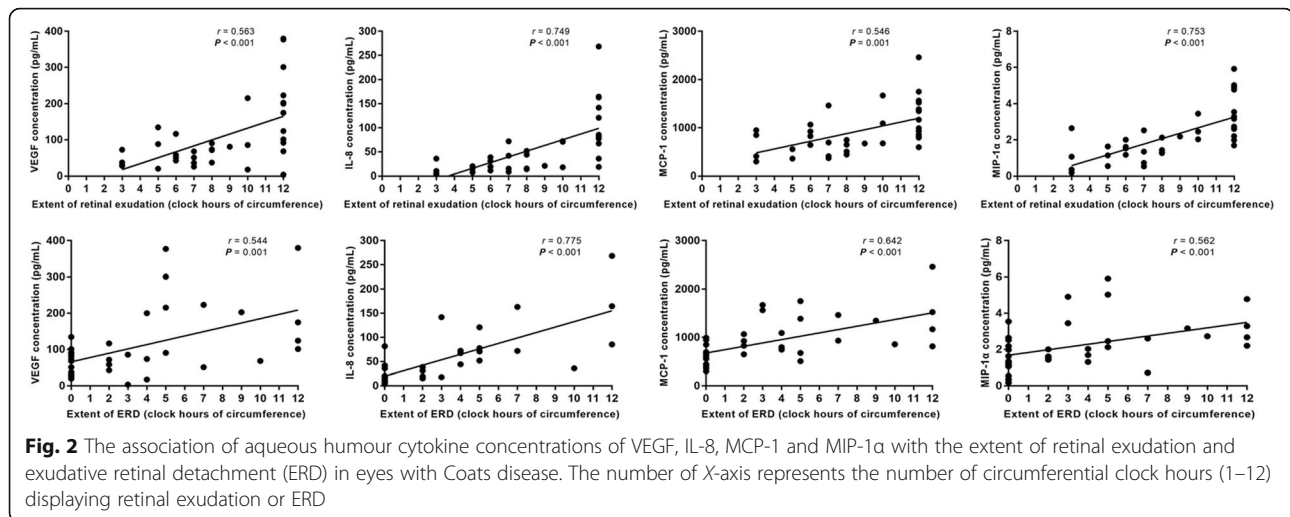 r = 0.563
P < 0.001
VEGF concentration (pg/mL)
400
300
200
100
0
0 1 2 3 4 5 6 7 8 9 10 11 12
Extent of retinal exudation (clock hours of circumference)
r = 0.749
P < 0.001
IL-8 concentration (pg/mL)
300
250
200
150
100
50
0
0 1 2 3 4 5 6 7 8 9 10 11 12
Extent of retinal exudation (clock hours of circumference)
r = 0.546
P = 0.001
MCP-1 concentration (pg/mL)
3000
2000
1000
0
0 1 2 3 4 5 6 7 8 9 10 11 12
Extent of retinal exudation (clock hours of circumference)
r = 0.753
P < 0.001
MIP-1α concentration (pg/mL)
8
6
4
2
0
0 1 2 3 4 5 6 7 8 9 10 11 12
Extent of retinal exudation (clock hours of circumference)
r = 0.544
P = 0.001
VEGF concentration (pg/mL)
400
300
200
100
0
0 1 2 3 4 5 6 7 8 9 10 11 12
Extent of ERD (clock hours of circumference)
r = 0.775
P < 0.001
IL-8 concentration (pg/mL)
300
250
200
150
100
50
0
0 1 2 3 4 5 6 7 8 9 10 11 12
Extent of ERD (clock hours of circumference)
r = 0.642
P < 0.001
MCP-1 concentration (pg/mL)
3000
2000
1000
0
0 1 2 3 4 5 6 7 8 9 10 11 12
Extent of ERD (clock hours of circumference)
r = 0.562
P < 0.001
MIP-1α concentration (pg/mL)
8
6
4
2
0
0 1 2 3 4 5 6 7 8 9 10 11 12
Extent of ERD (clock hours of circumference)
Fig. 2 The association of aqueous humour cytokine concentrations of VEGF, IL-8, MCP-1 and MIP-1α with the extent of retinal exudation and
exudative retinal detachment (ERD) in eyes with Coats disease. The number of X-axis represents the number of circumferential clock hours (1–12)
displaying retinal exudation or ERD